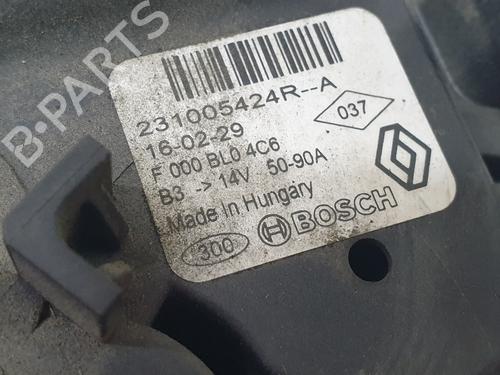 B-PARTS
231005424R--A
16-02-29
037
F 000 BL0 4C6
B3 -> 14V 50-90A
Made In Hungary
300
BOSCH